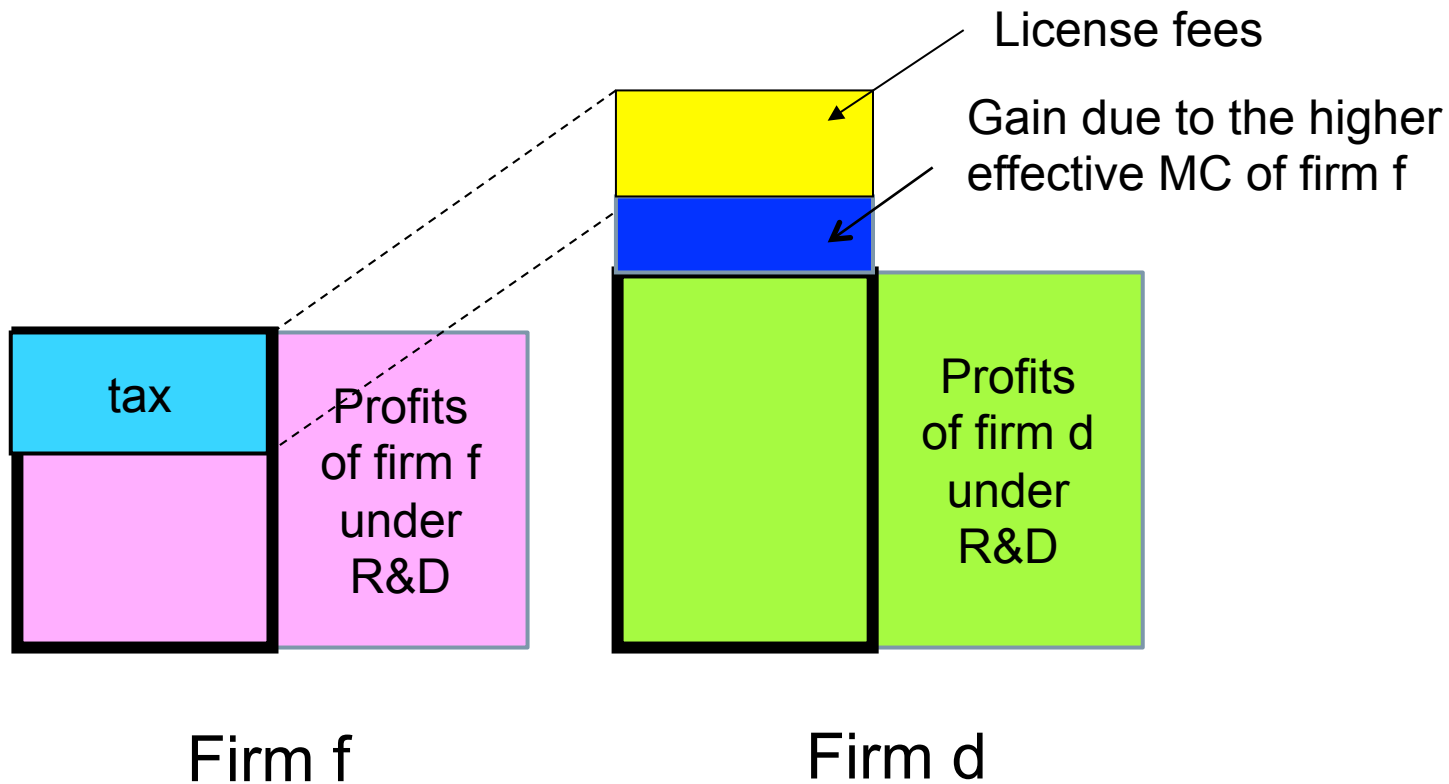 License fees
Gain due to the higher
effective MC of firm f
tax
Profits
of firm f
under
R&D
Profits
of firm d
under
R&D
Firm f
Firm d